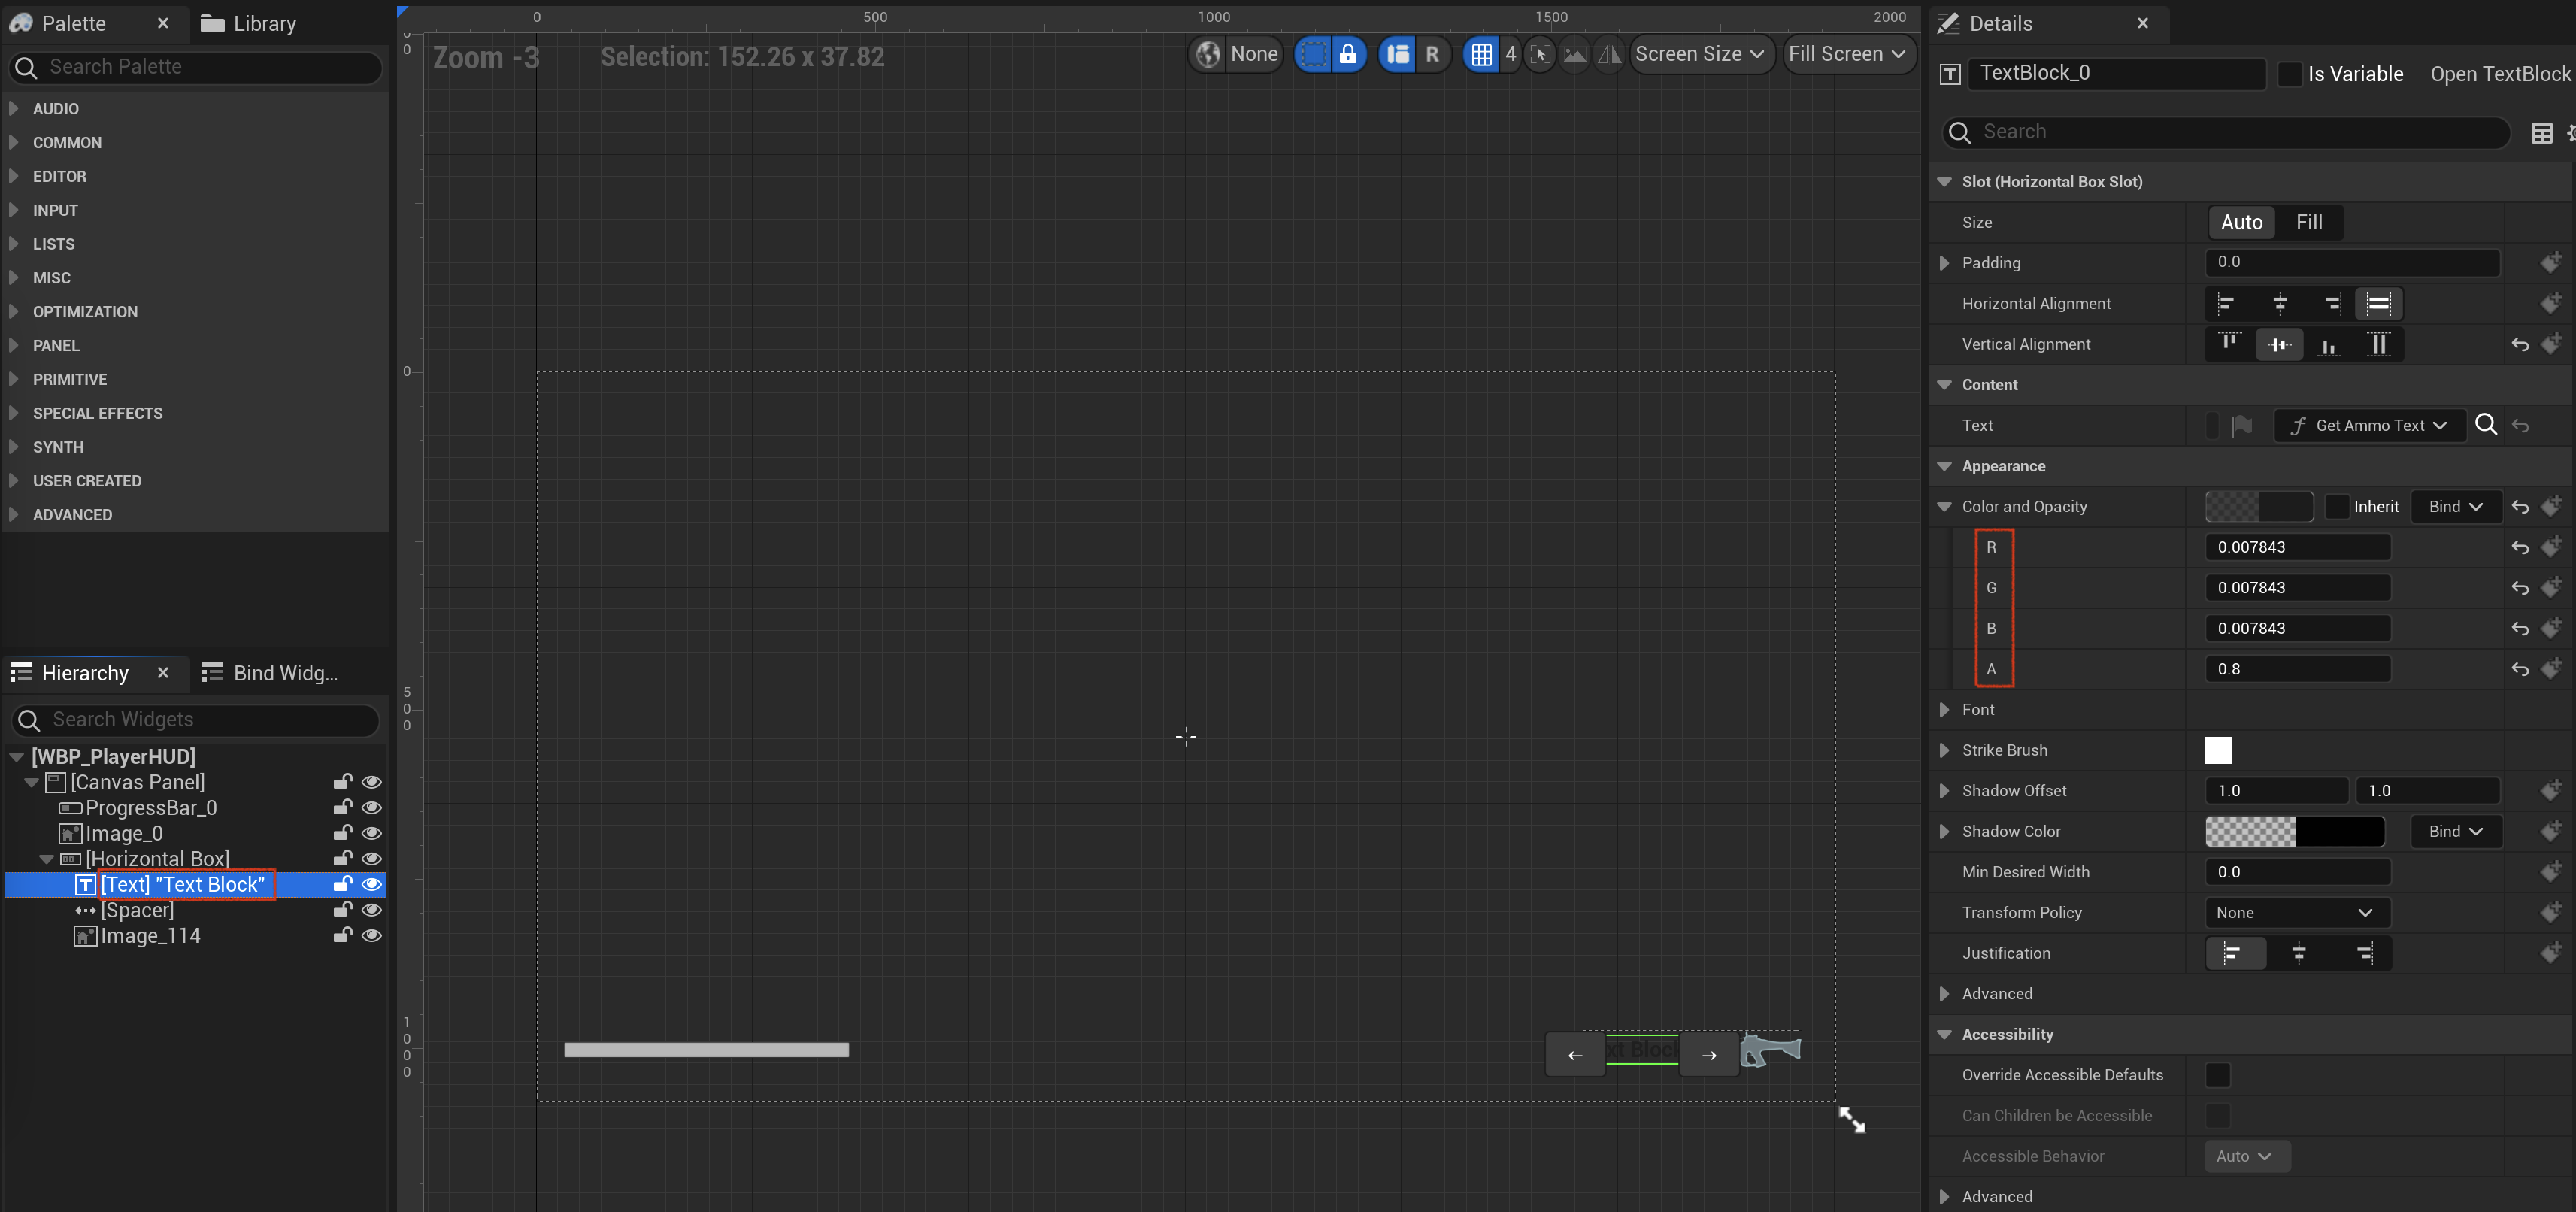 Palette
Library
Search Palette
AUDIO
COMMON
EDITOR
INPUT
LISTS
MISC
OPTIMIZATION
PANEL
PRIMITIVE
SPECIAL EFFECTS
SYNTH
USER CREATED
ADVANCED
Hierarchy
Bind Widg...
Search Widgets
[WBP_PlayerHUD]
[Canvas Panel]
ProgressBar_0
Image_0
[Horizontal Box]
[Text] "Text Block"
[Spacer]
Image_114
0 500 1000 1500 2000
Zoom -3
Selection: 152.26 x 37.82
None
R
4
Screen Size
Fill Screen
0
0
500
1000
xt Bloc
Details
TextBlock_0
Is Variable
Open TextBlock
Search
Slot (Horizontal Box Slot)
Size Auto Fill
Padding 0.0
Horizontal Alignment
Vertical Alignment
Content
Text Get Ammo Text
Appearance
Color and Opacity Inherit Bind
R 0.007843
G 0.007843
B 0.007843
A 0.8
Font
Strike Brush
Shadow Offset 1.0 1.0
Shadow Color Bind
Min Desired Width 0.0
Transform Policy None
Justification
Advanced
Accessibility
Override Accessible Defaults
Can Children be Accessible
Accessible Behavior Auto
Advanced